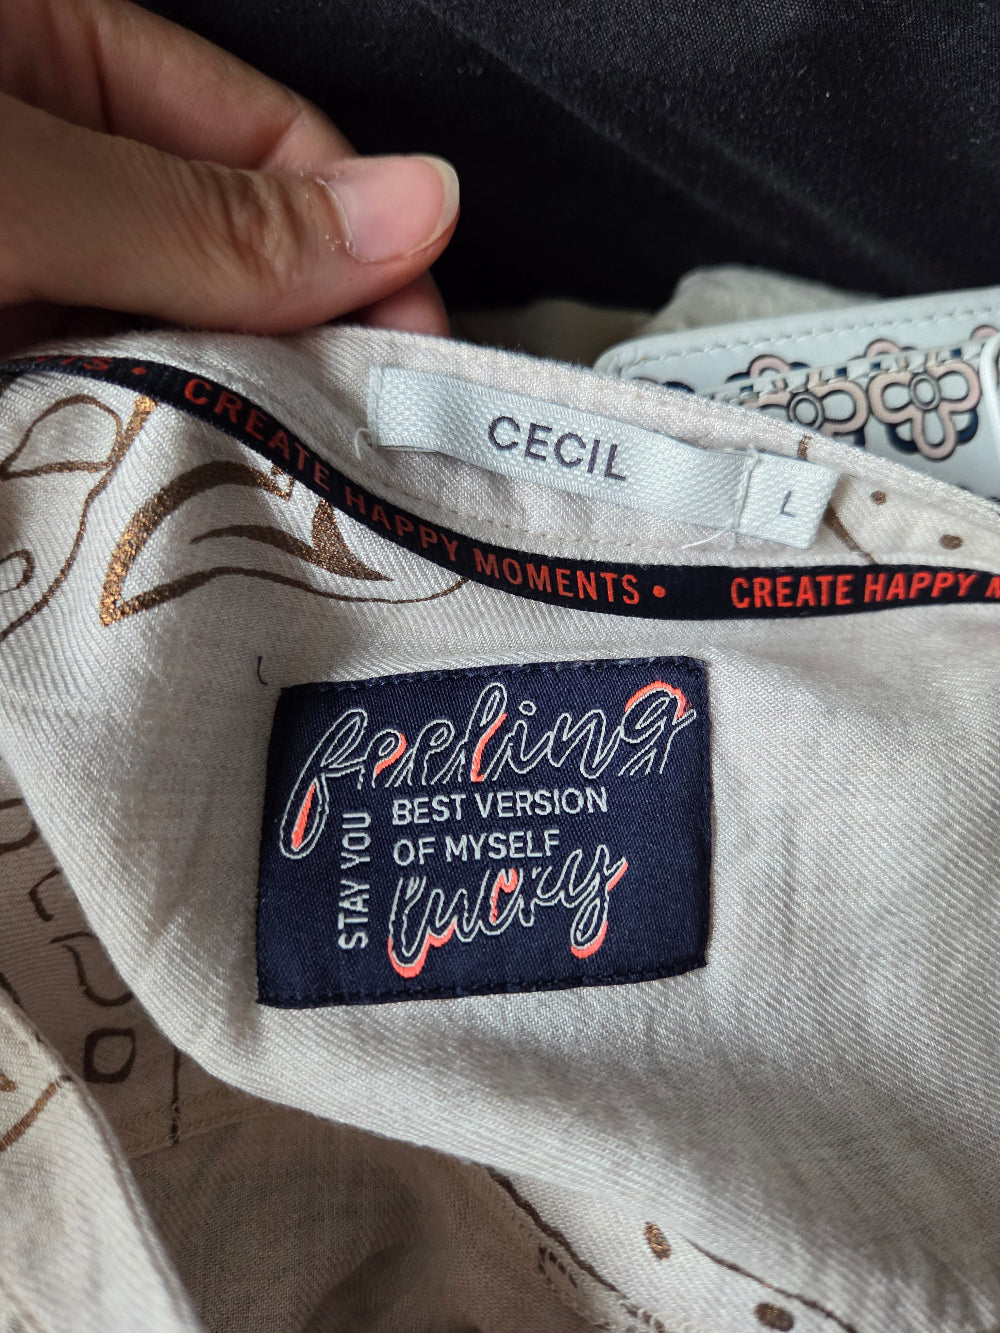 CREATE HAPPY MOMENTS •
CREATE HAPPY
CECIL
L
feeling
STAY YOU
BEST VERSION
OF MYSELF
lucky